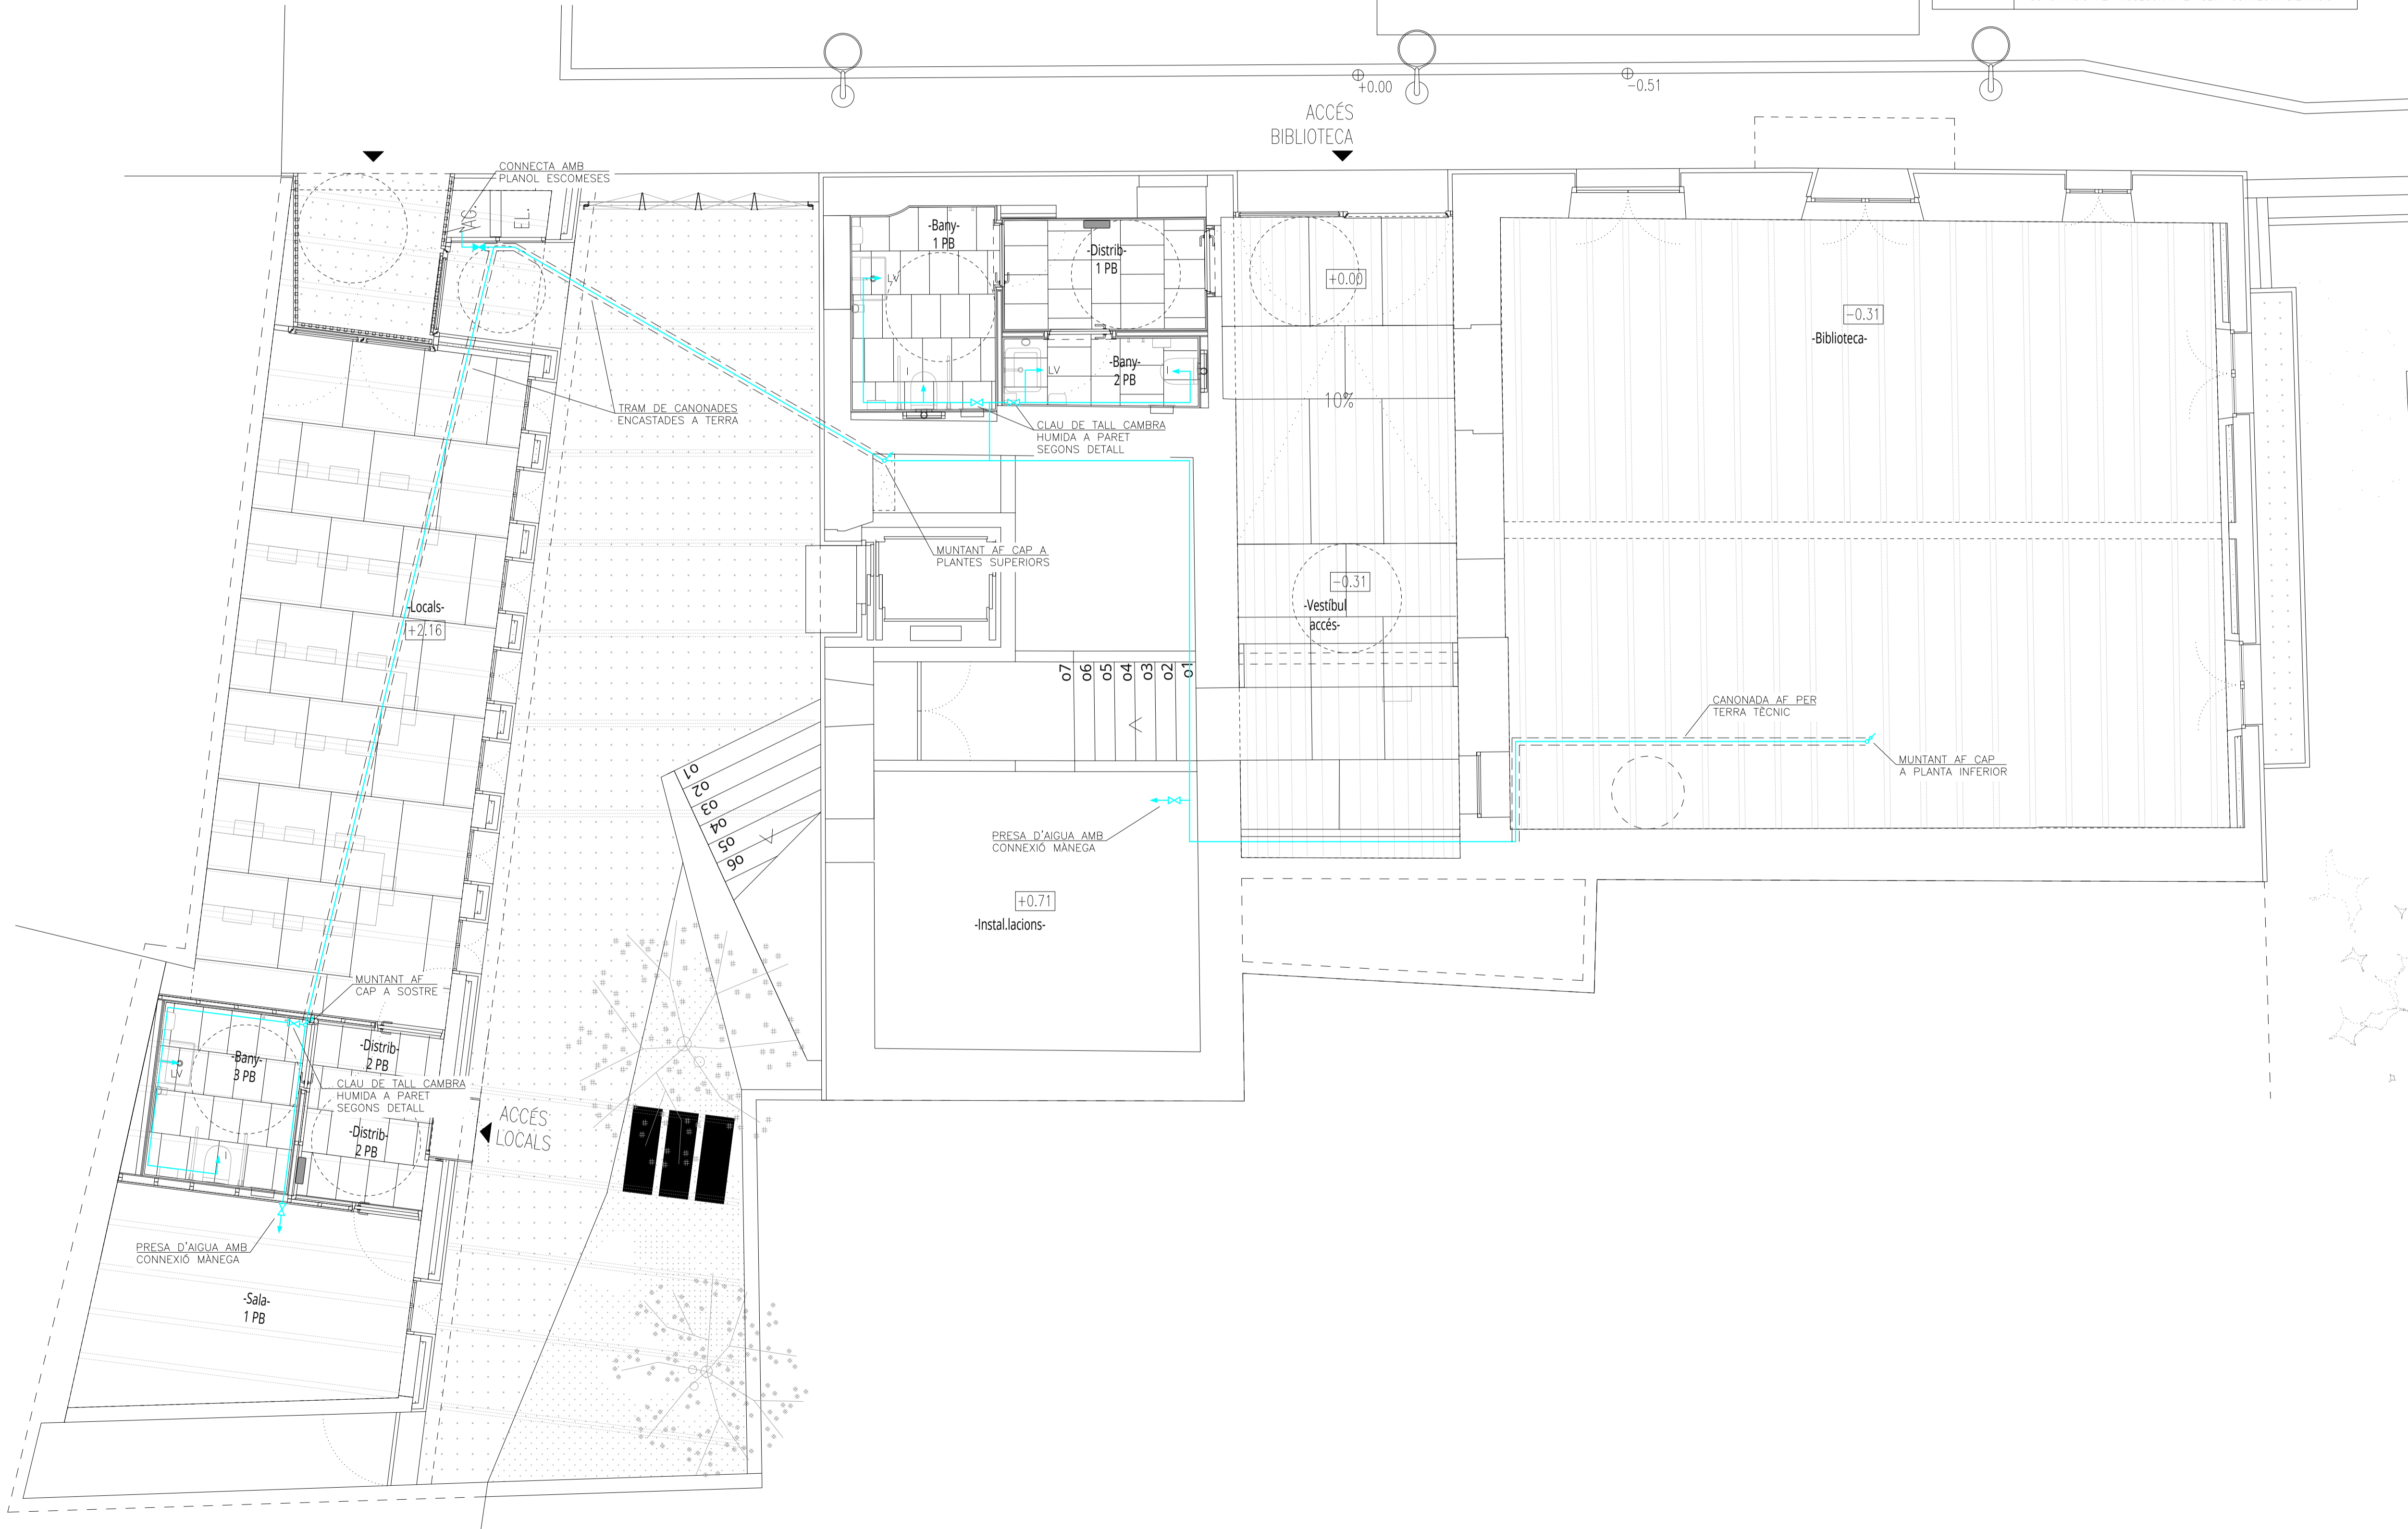 +0.00
-0.51
ACCÉS
BIBLIOTECA
CONNECTA AMB
PLANOL ESCOMESES
AG.
EL.
-Bany-
1 PB
-Distrib-
1 PB
LV
+0.00
-0.31
-Biblioteca-
-Bany-
2 PB
LV
I
I
10%
TRAM DE CANONADES
ENCASTADES A TERRA
CLAU DE TALL CAMBRA
HUMIDA A PARET
SEGONS DETALL
MUNTANT AF CAP A
PLANTES SUPERIORS
-Locals-
+2.16
-0.31
-Vestíbul
accés-
07
06
05
04
03
02
01
CANONADA AF PER
TERRA TÈCNIC
MUNTANT AF CAP
A PLANTA INFERIOR
01
02
03
04
05
06
PRESA D'AIGUA AMB
CONNEXIÓ MÀNEGA
+0.71
-Instal.lacions-
MUNTANT AF
CAP A SOSTRE
-Bany-
3 PB
-Distrib-
2 PB
LV
CLAU DE TALL CAMBRA
HUMIDA A PARET
SEGONS DETALL
ACCÉS
LOCALS
-Distrib-
2 PB
I
PRESA D'AIGUA AMB
CONNEXIÓ MÀNEGA
-Sala-
1 PB